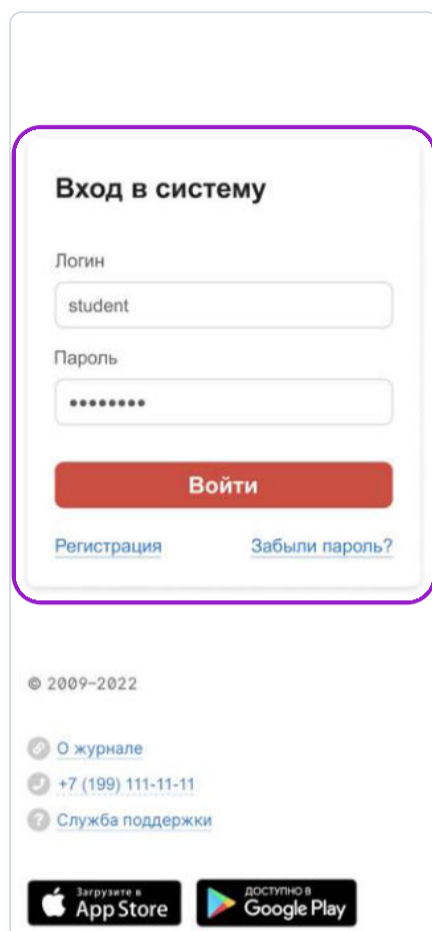 Вход в систему
Логин
student
Пароль
••••••••
Войти
Регистрация Забыли пароль?
© 2009–2022
О журнале
+7 (199) 111-11-11
? Служба поддержки
Загрузите в
App Store
ДОСТУПНО В
Google Play